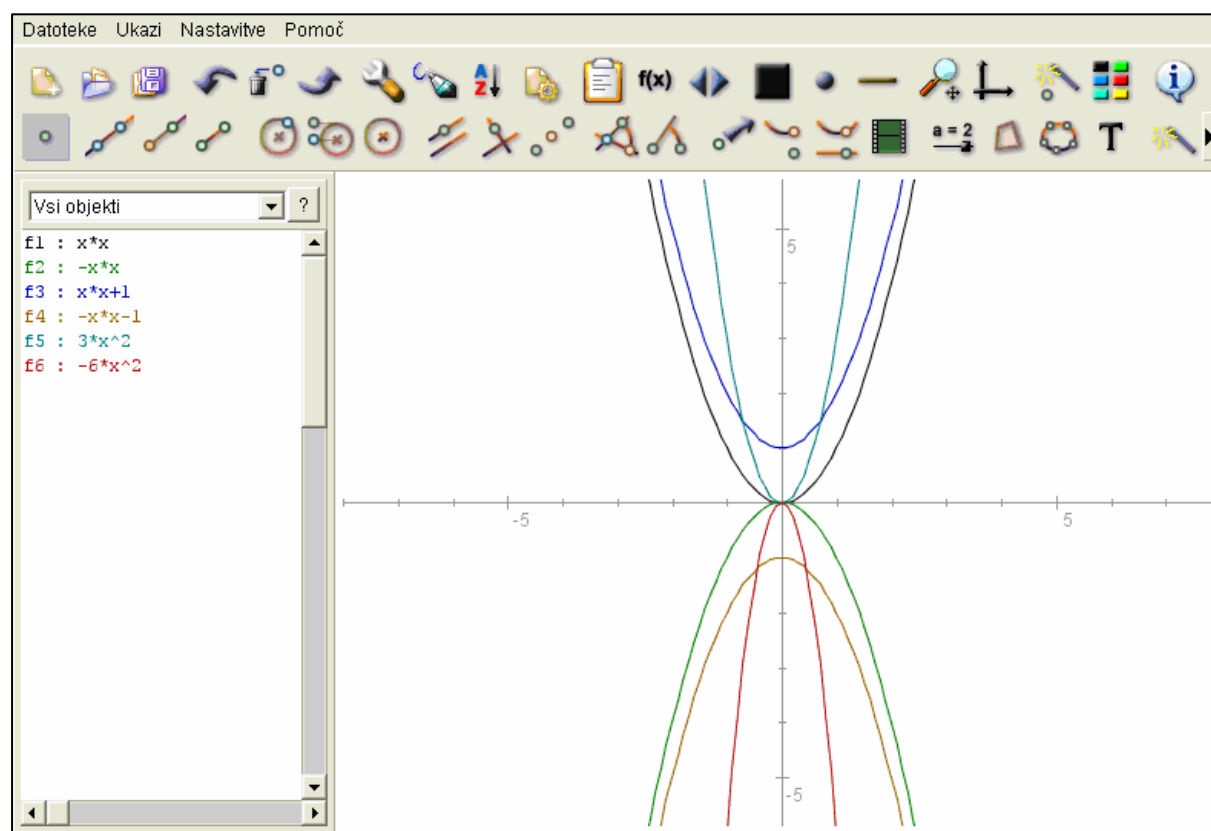 Datoteke Ukazi Nastavitve Pomoč
A
Z
f(x)
a = 2
T
Vsi objekti
?
f1 : x*x
f2 : -x*x
f3 : x*x+1
f4 : -x*x-1
f5 : 3*x^2
f6 : -6*x^2
5
-5
5
-5